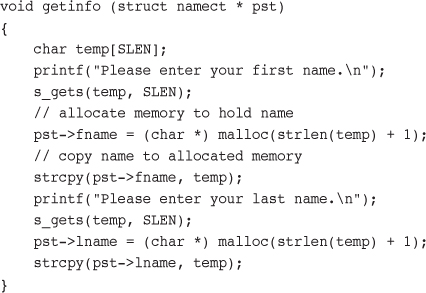 void getinfo (struct namect * pst)
{
    char temp[SLEN];
    printf("Please enter your first name.\n");
    s_gets(temp, SLEN);
    // allocate memory to hold name
    pst->fname = (char *) malloc(strlen(temp) + 1);
    // copy name to allocated memory
    strcpy(pst->fname, temp);
    printf("Please enter your last name.\n");
    s_gets(temp, SLEN);
    pst->lname = (char *) malloc(strlen(temp) + 1);
    strcpy(pst->lname, temp);
}